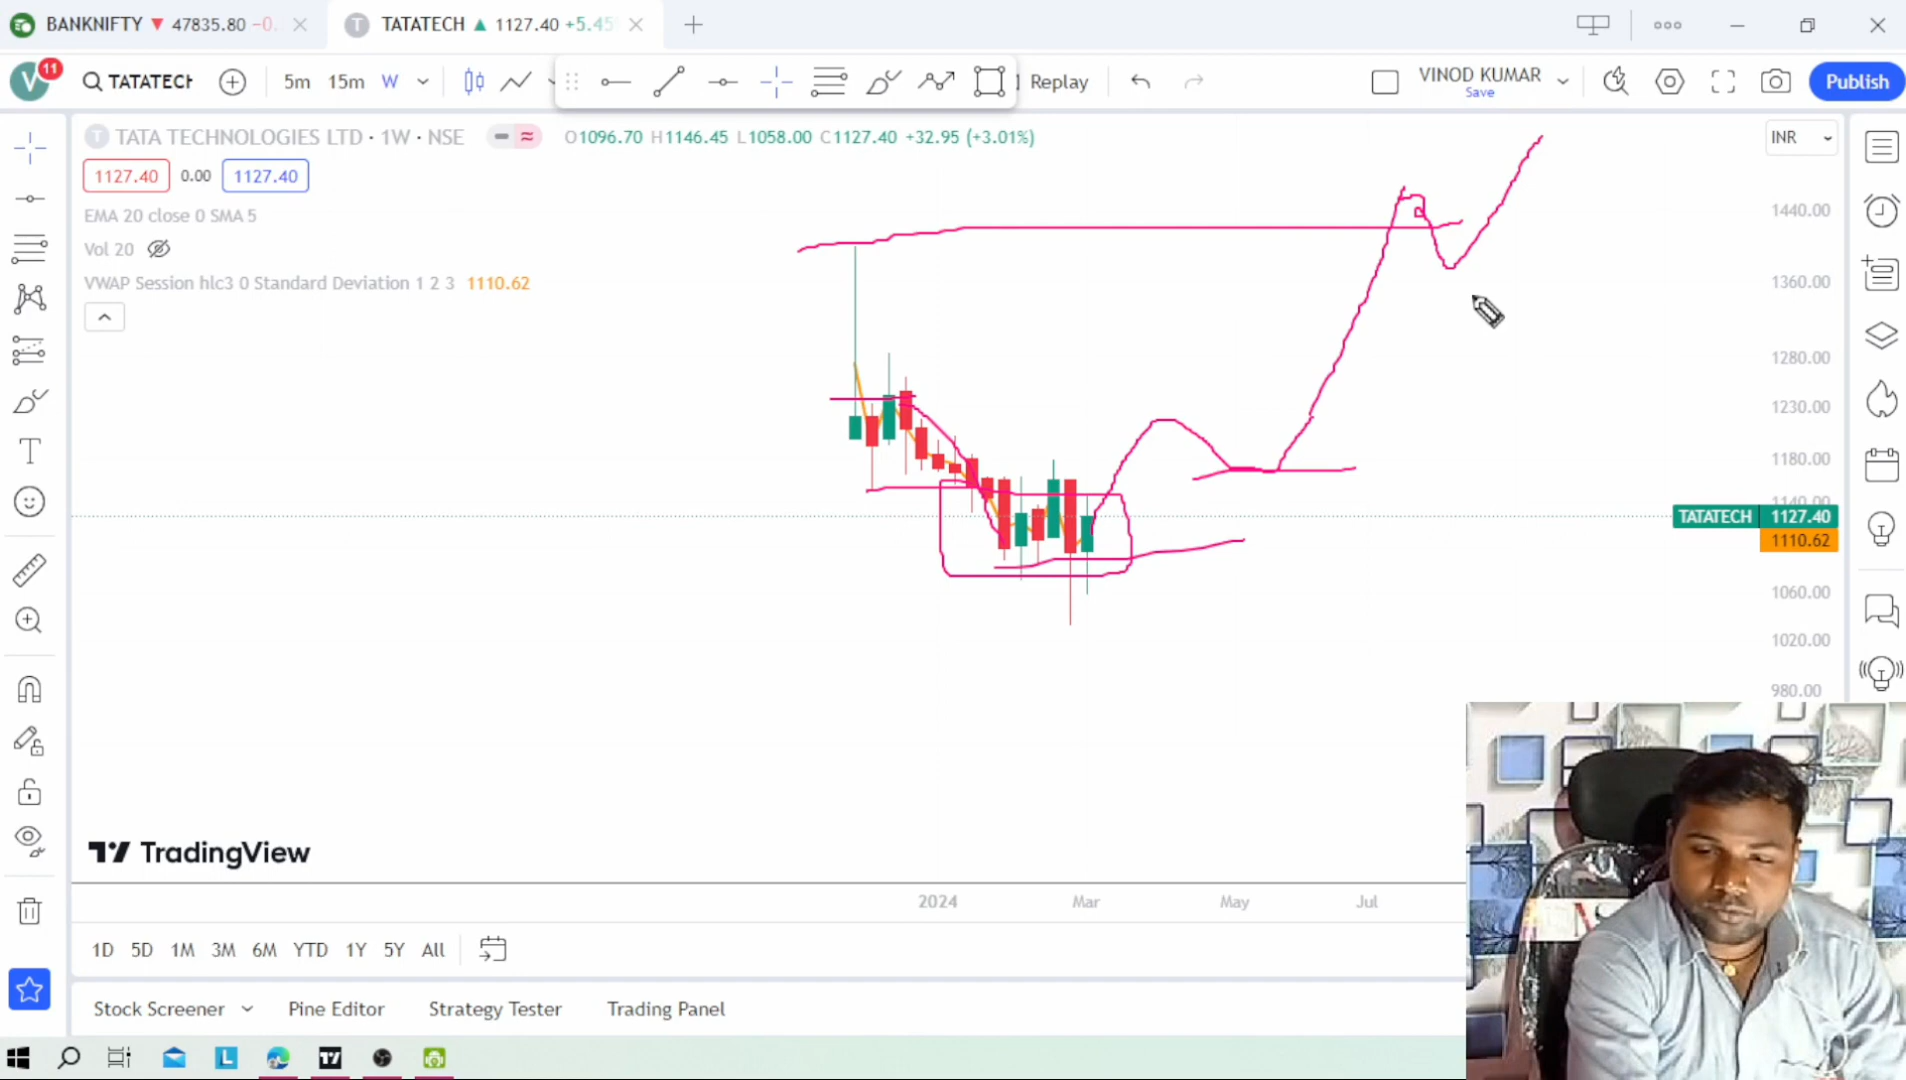 BANKNIFTY ▼ 47835.80 -0.
T TATATECH ▲ 1127.40 +5.45
V 11 TATATECH 5m 15m W Replay VINOD KUMAR Save Publish
T TATA TECHNOLOGIES LTD · 1W · NSE O1096.70 H1146.45 L1058.00 C1127.40 +32.95 (+3.01%) INR
1127.40 0.00 1127.40
EMA 20 close 0 SMA 5
Vol 20
VWAP Session hlc3 0 Standard Deviation 1 2 3 1110.62
1440.00
1360.00
1280.00
1230.00
1180.00
1140.00
TATATECH 1127.40
1110.62
1060.00
1020.00
980.00
TradingView
2024 Mar May Jul
1D 5D 1M 3M 6M YTD 1Y 5Y All
Stock Screener Pine Editor Strategy Tester Trading Panel